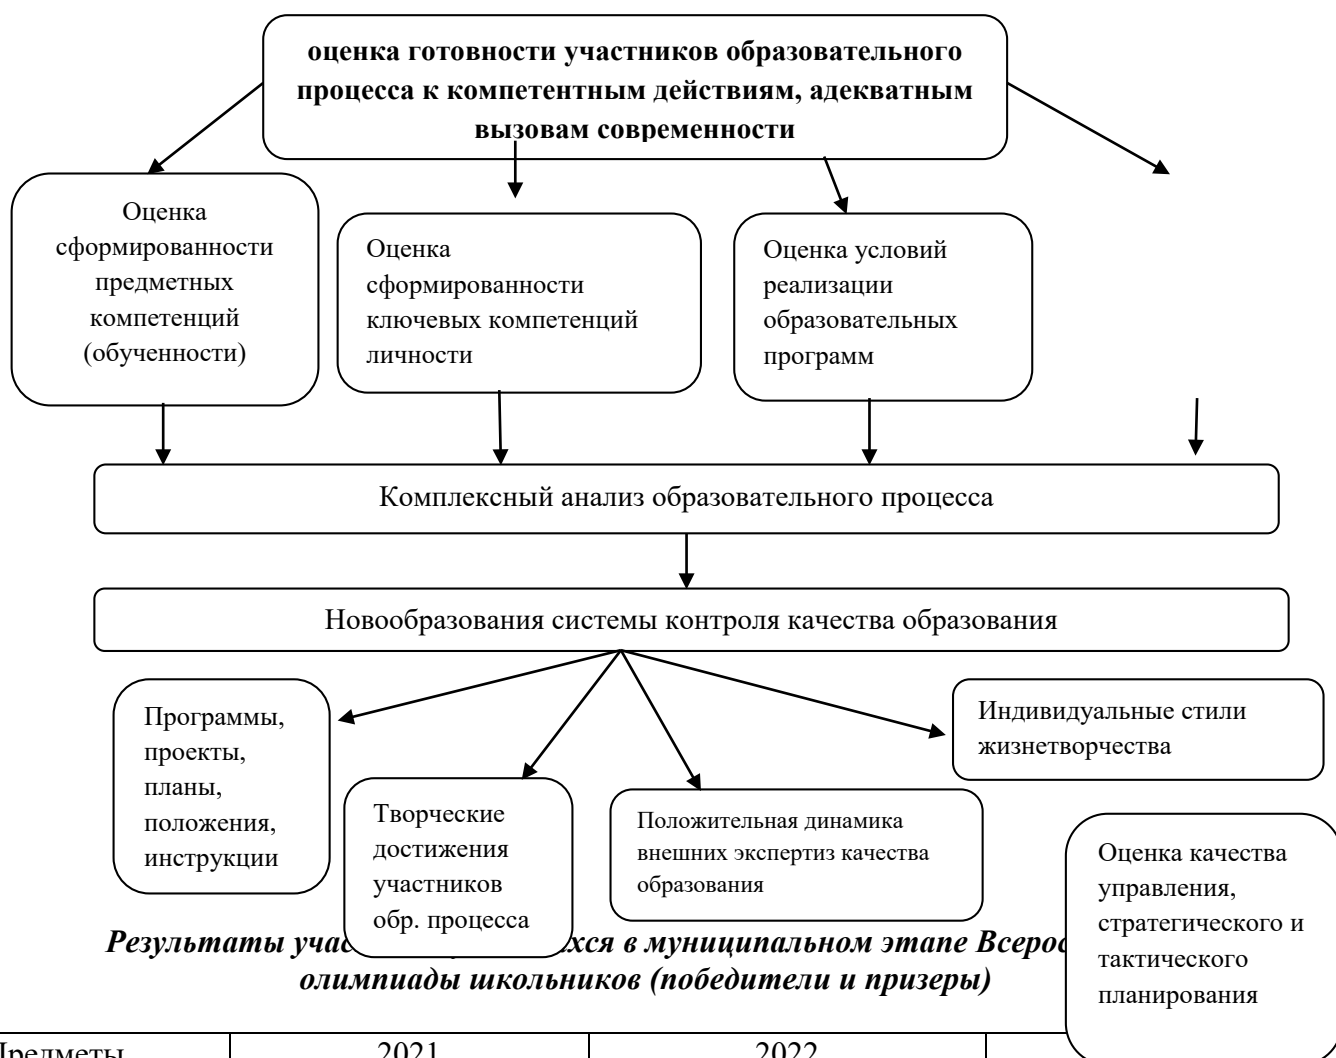 оценка готовности участников образовательного
процесса к компетентным действиям, адекватным
вызовам современности
Оценка
сформированности
предметных
компетенций
(обученности)
Оценка
сформированности
ключевых компетенций
личности
Оценка условий
реализации
образовательных
программ
Комплексный анализ образовательного процесса
Новообразования системы контроля качества образования
Программы,
проекты,
планы,
положения,
инструкции
Творческие
достижения
участников
обр. процесса
Положительная динамика
внешних экспертиз качества
образования
Индивидуальные стили
жизнетворчества
Оценка качества
управления,
стратегического и
тактического
планирования
Результаты в муниципальном этапе
олимпиады школьников (победители и призеры)
Предметы 2021 2022